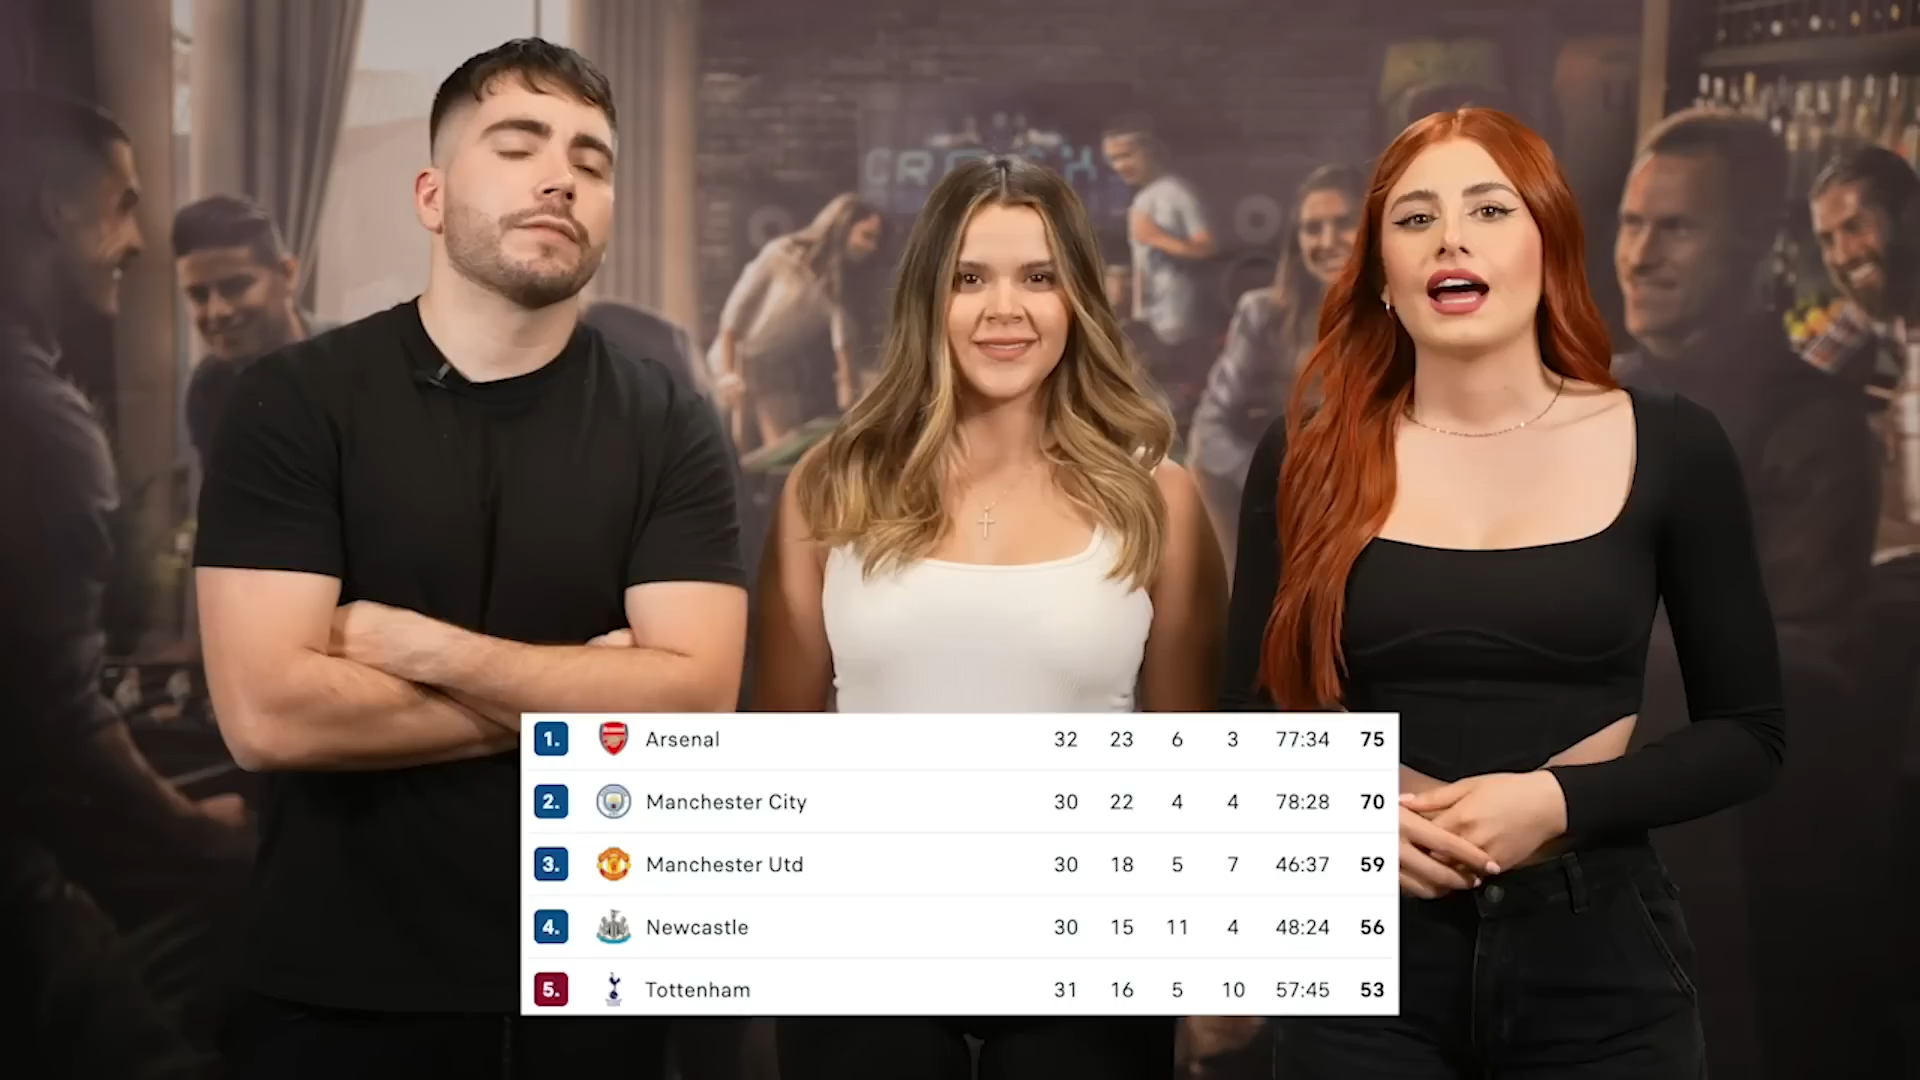 1. Arsenal 32 23 6 3 77:34 75
2. Manchester City 30 22 4 4 78:28 70
3. Manchester Utd 30 18 5 7 46:37 59
4. Newcastle 30 15 11 4 48:24 56
5. Tottenham 31 16 5 10 57:45 53